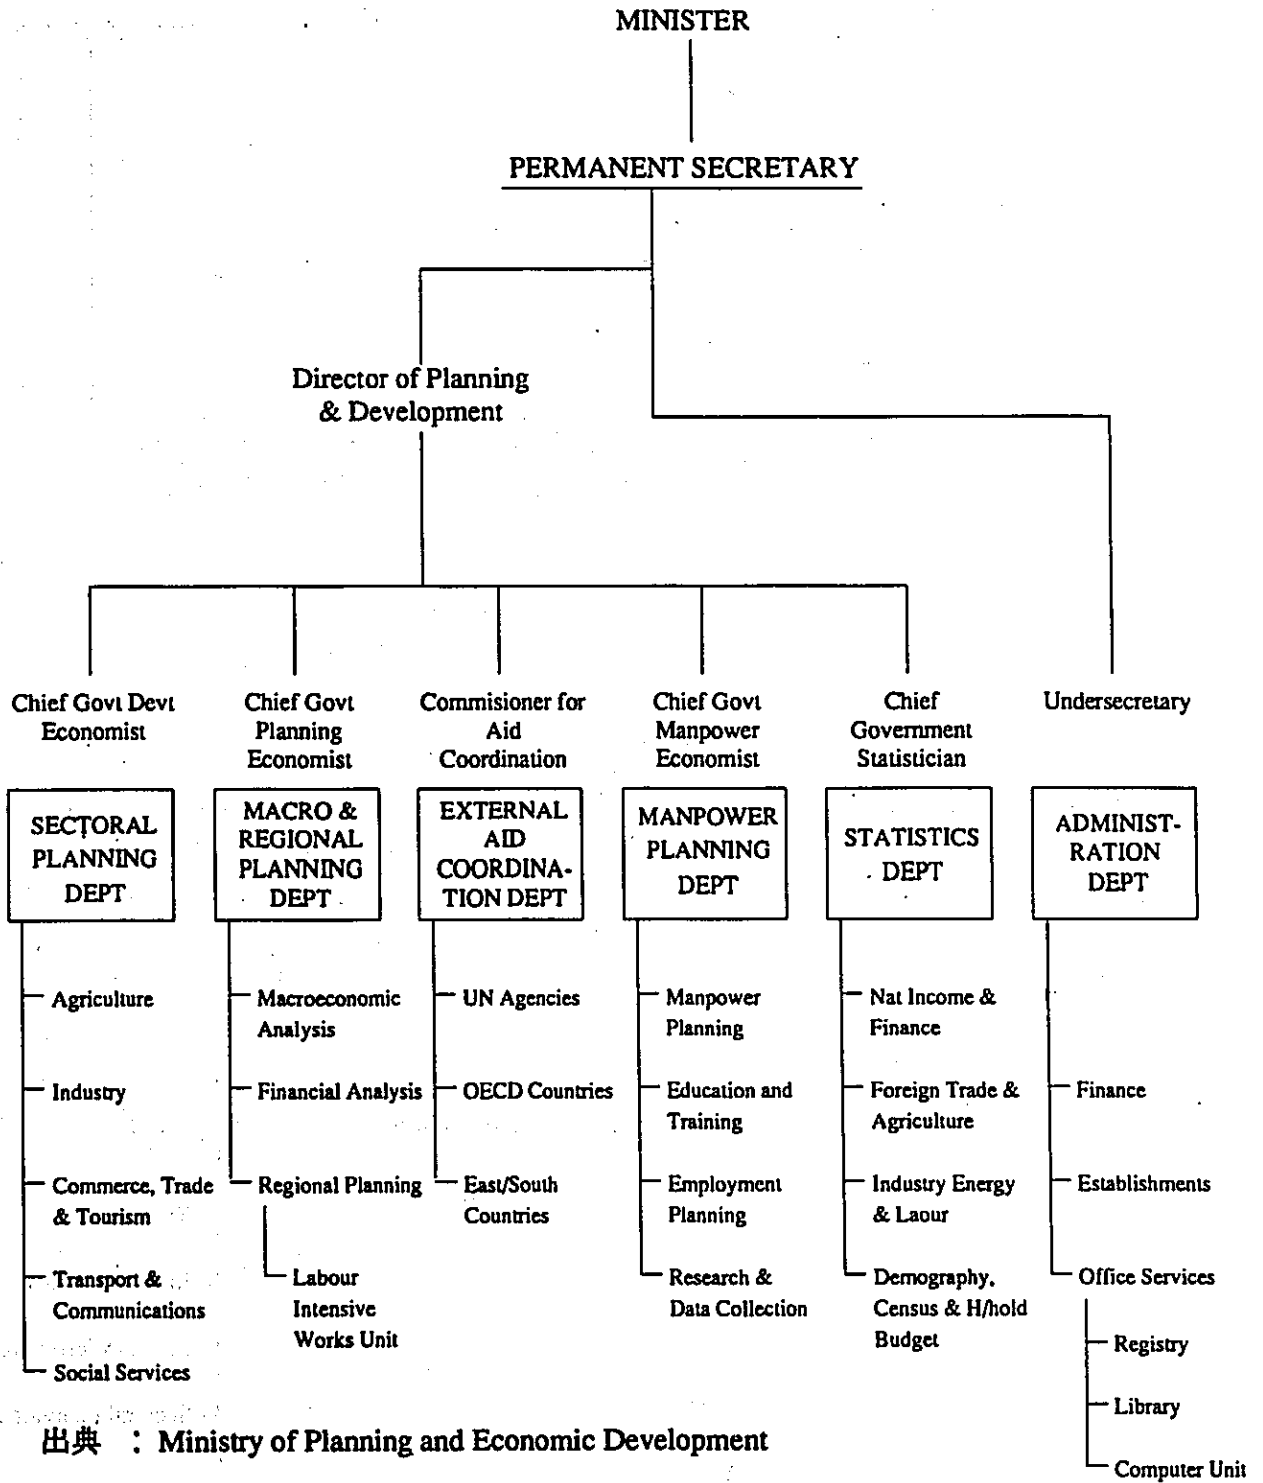 MINISTER
PERMANENT SECRETARY
Director of Planning
& Development
Chief Govt Devt
Economist
Chief Govt
Planning
Economist
Commisioner for
Aid
Coordination
Chief Govt
Manpower
Economist
Chief
Government
Statistician
Undersecretary
SECTORAL
PLANNING
DEPT
MACRO &
REGIONAL
PLANNING
DEPT
EXTERNAL
AID
COORDINA-
TION DEPT
MANPOWER
PLANNING
DEPT
STATISTICS
DEPT
ADMINIST-
RATION
DEPT
Agriculture
Industry
Commerce, Trade
& Tourism
Transport &
Communications
Social Services
Macroeconomic
Analysis
Financial Analysis
Regional Planning
Labour
Intensive
Works Unit
UN Agencies
OECD Countries
East/South
Countries
Manpower
Planning
Education and
Training
Employment
Planning
Research &
Data Collection
Nat Income &
Finance
Foreign Trade &
Agriculture
Industry Energy
& Laour
Demography,
Census & H/hold
Budget
Finance
Establishments
Office Services
Registry
Library
Computer Unit
出典 : Ministry of Planning and Economic Development